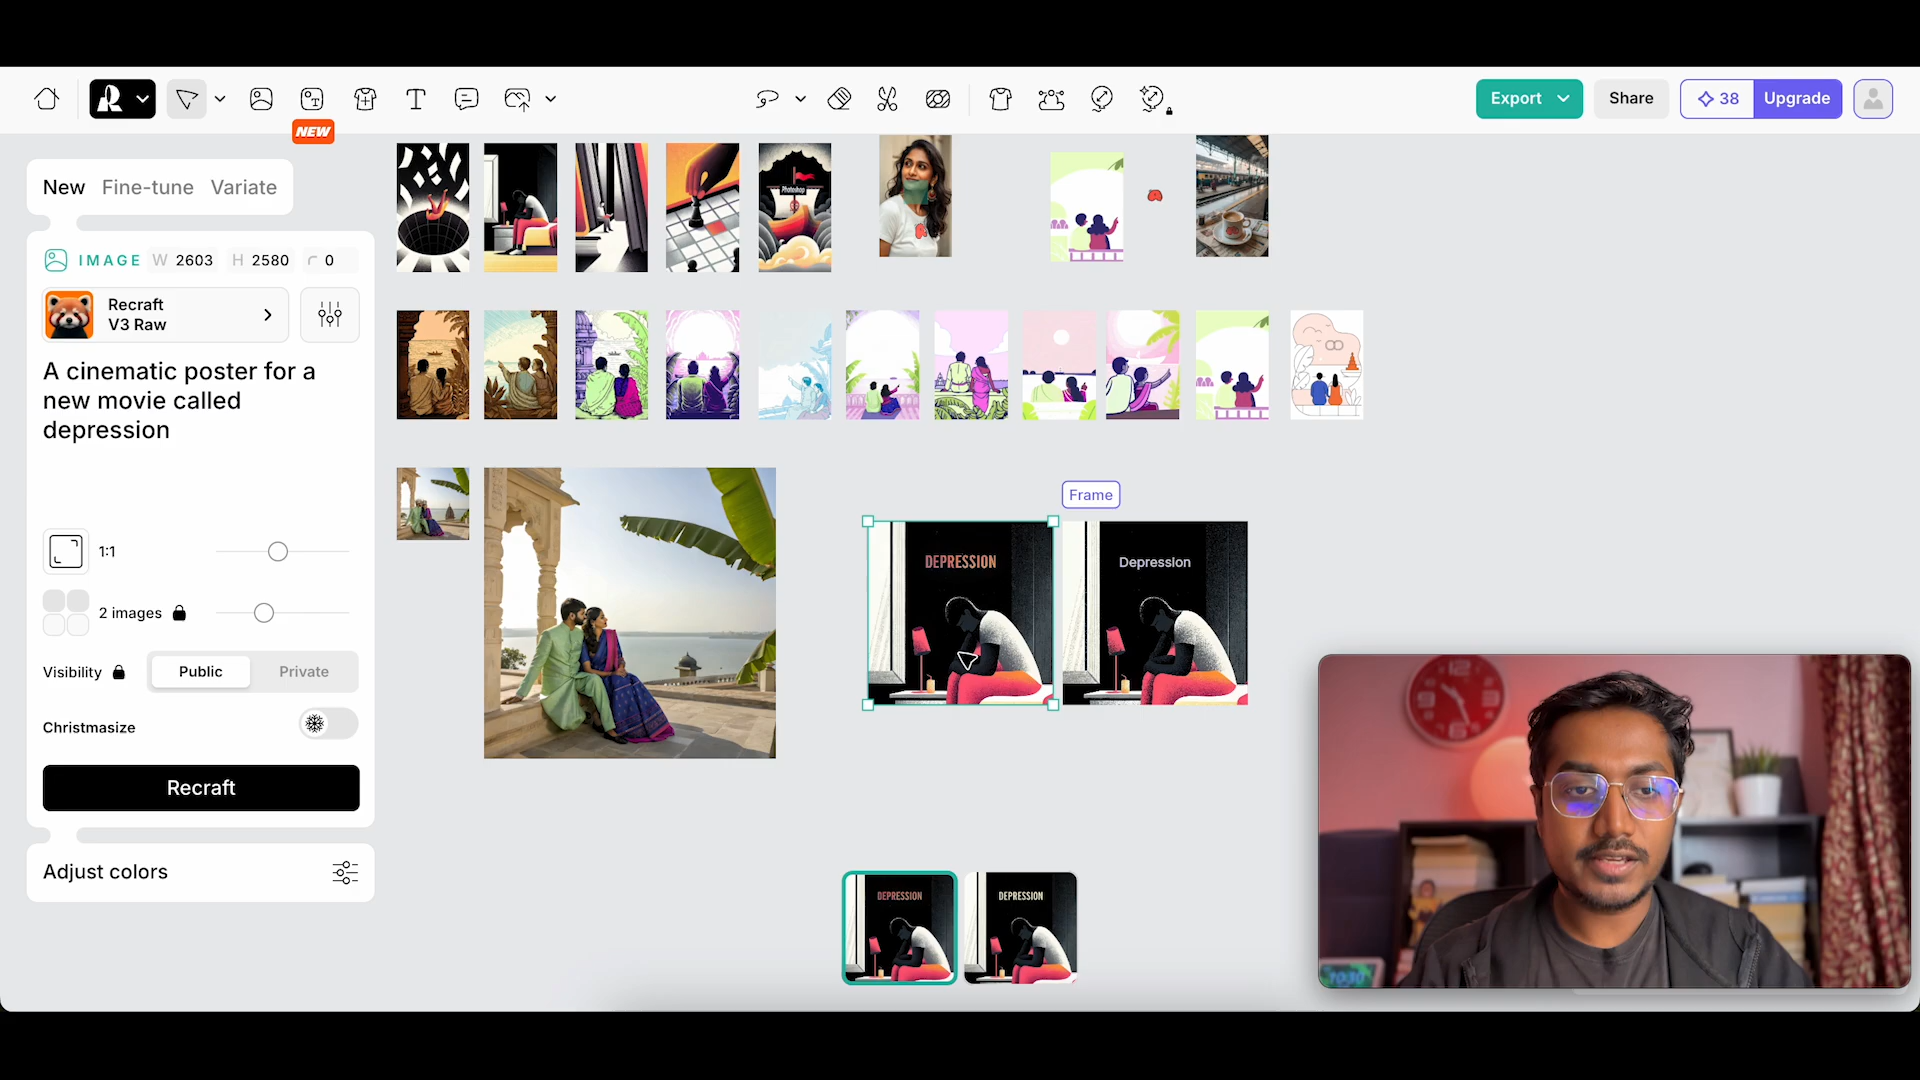 Export
Share
38
Upgrade
T
NEW
New
Fine-tune
Variate
IMAGE
W 2603
H 2580
0
Recraft
V3 Raw
A cinematic poster for a
new movie called
depression
1:1
2 images
Visibility
Public
Private
Christmasize
Recraft
Adjust colors
Photoshop
Frame
DEPRESSION
Depression
DEPRESSION
DEPRESSION